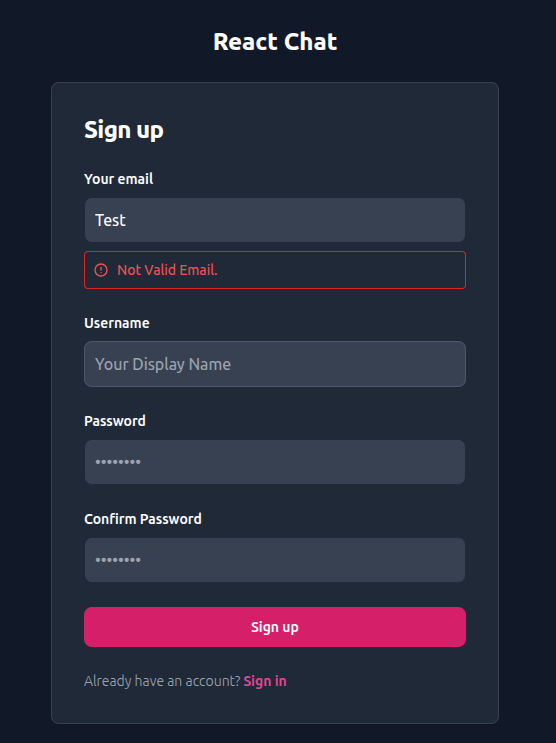 React Chat
Sign up
Your email
Test
Not Valid Email.
Username
Your Display Name
Password
••••••••
Confirm Password
••••••••
Sign up
Already have an account? Sign in